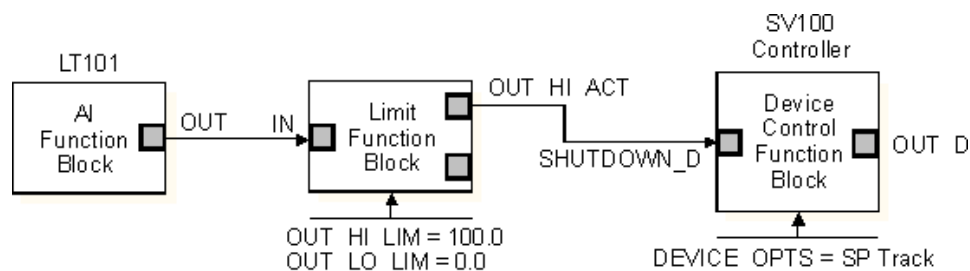 LT101
AI
Function
Block
OUT
IN
Limit
Function
Block
OUT HI ACT
SHUTDOWN_D
SV100
Controller
Device
Control
Function
Block
OUT D
OUT HI LIM = 100.0
OUT LO LIM = 0.0
DEVICE OPTS = SP Track